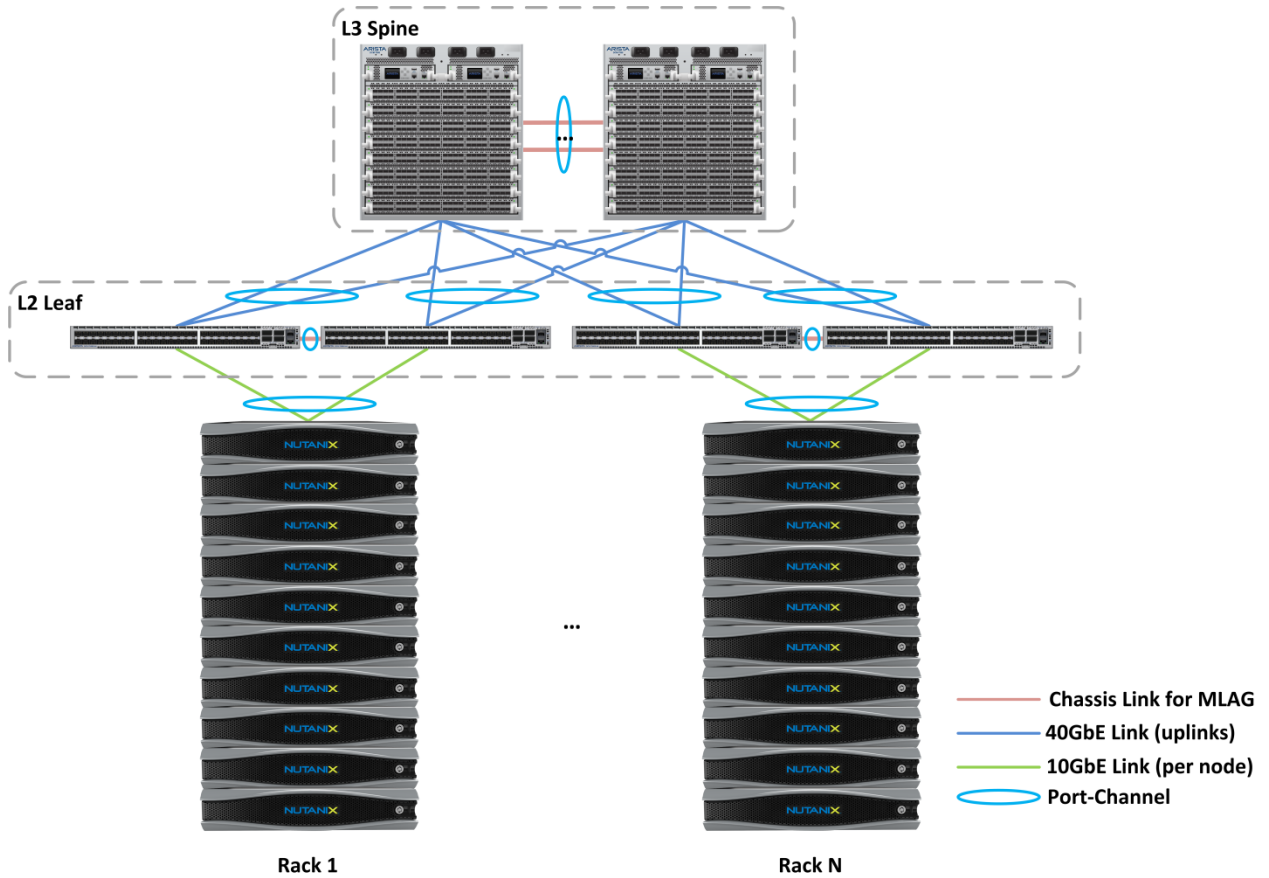 L3 Spine
ARISTA
ARISTA
...
L2 Leaf
NUTANIX
NUTANIX
NUTANIX
NUTANIX
NUTANIX
NUTANIX
NUTANIX
NUTANIX
NUTANIX
NUTANIX
...
NUTANIX
NUTANIX
NUTANIX
NUTANIX
NUTANIX
NUTANIX
NUTANIX
NUTANIX
NUTANIX
NUTANIX
Chassis Link for MLAG
40GbE Link (uplinks)
10GbE Link (per node)
Port-Channel
Rack 1
Rack N